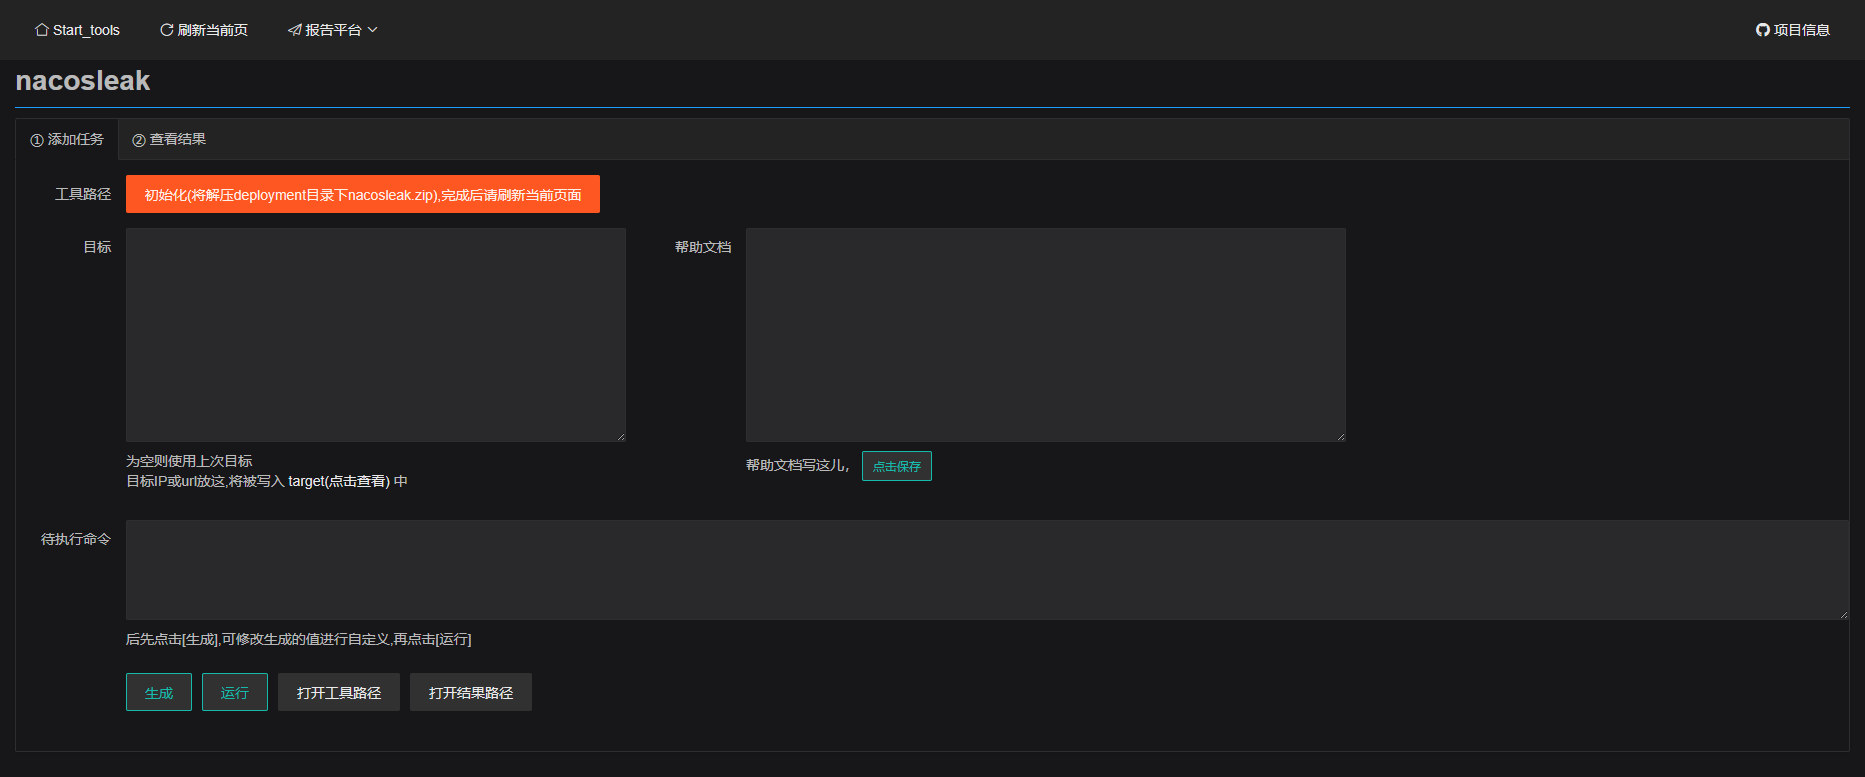 Start_tools
刷新当前页
报告平台
项目信息
nacosleak
① 添加任务
② 查看结果
工具路径
初始化(将解压deployment目录下nacosleak.zip),完成后请刷新当前页面
目标
帮助文档
为空则使用上次目标
目标IP或url放这,将被写入 target(点击查看) 中
帮助文档写这儿，
点击保存
待执行命令
后先点击[生成],可修改生成的值进行自定义,再点击[运行]
生成
运行
打开工具路径
打开结果路径